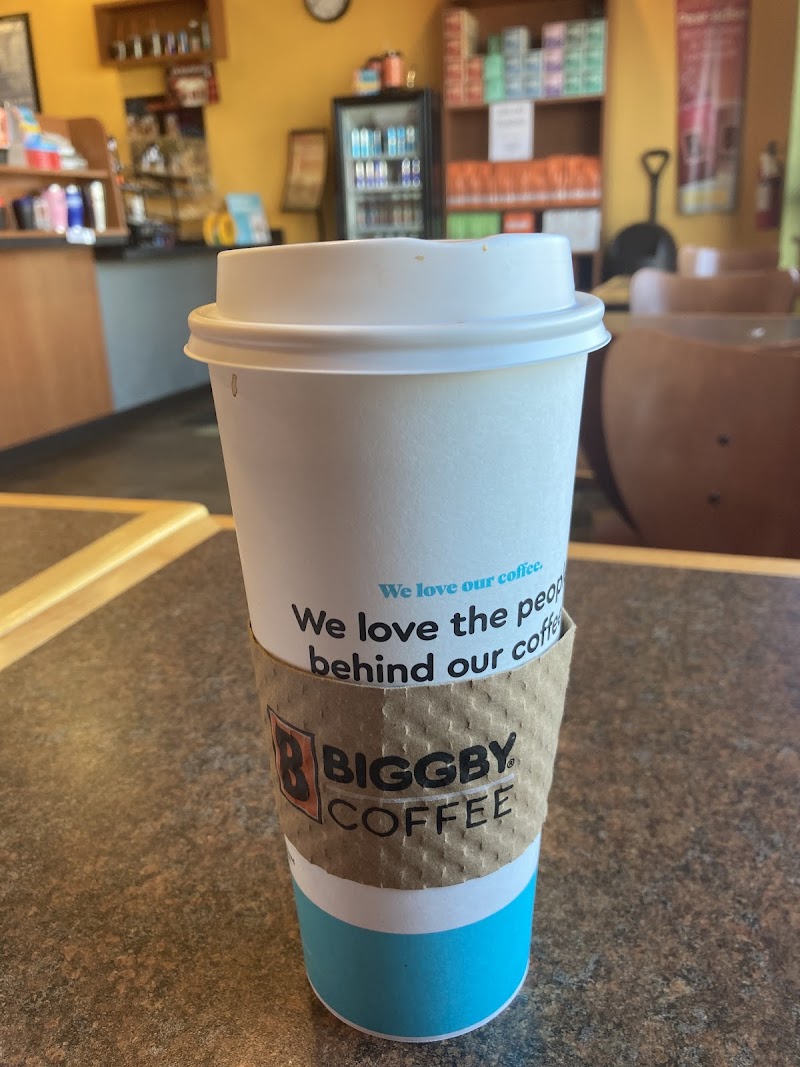 We love our coffee.
We love the peop
behind our coffe
B BIGGBY®
COFFEE